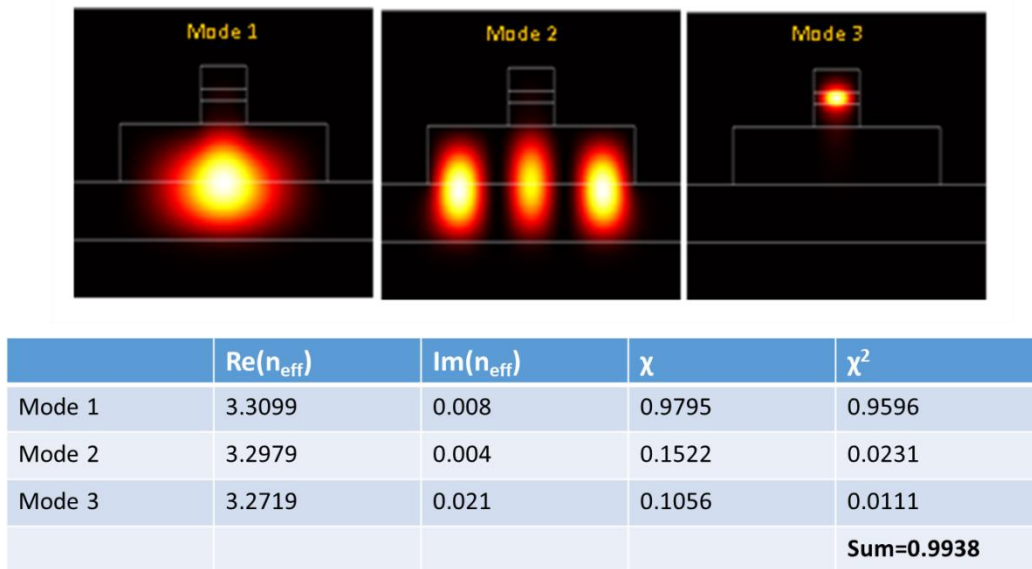 Mode 1 Mode 2 Mode 3
Re(n_eff) Im(n_eff) χ χ²
Mode 1 3.3099 0.008 0.9795 0.9596
Mode 2 3.2979 0.004 0.1522 0.0231
Mode 3 3.2719 0.021 0.1056 0.0111
Sum=0.9938